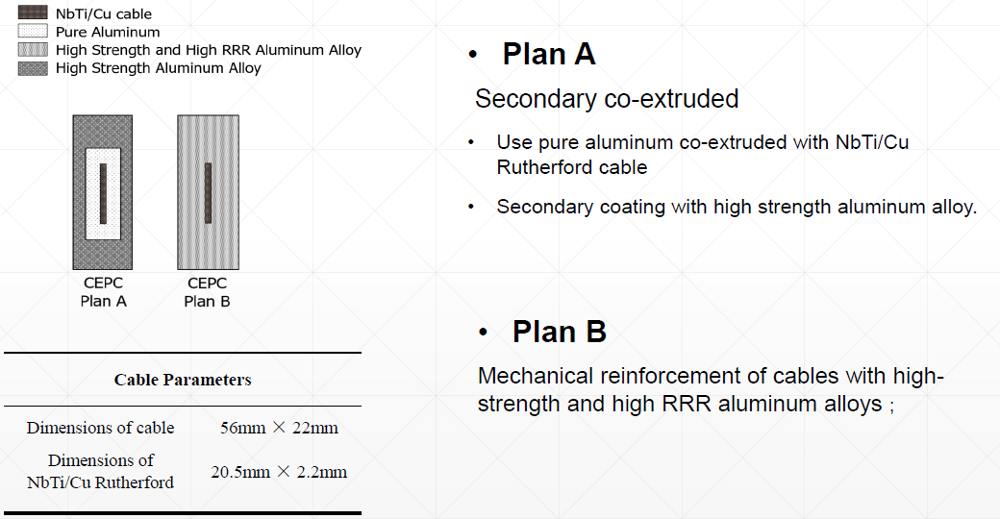 NbTi/Cu cable
Pure Aluminum
High Strength and High RRR Aluminum Alloy
High Strength Aluminum Alloy
CEPC
Plan A
CEPC
Plan B
Cable Parameters
Dimensions of cable 56mm × 22mm
Dimensions of
NbTi/Cu Rutherford 20.5mm × 2.2mm
• Plan A
Secondary co-extruded
• Use pure aluminum co-extruded with NbTi/Cu
Rutherford cable
• Secondary coating with high strength aluminum alloy.
• Plan B
Mechanical reinforcement of cables with high-
strength and high RRR aluminum alloys；